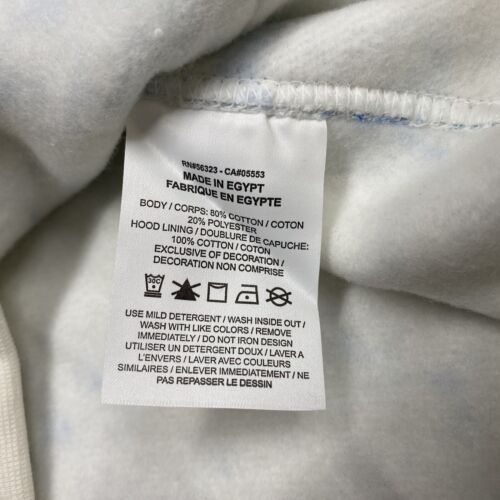 RN#56323 - CA#05553
MADE IN EGYPT
FABRIQUE EN EGYPTE
BODY / CORPS: 80% COTTON / COTON
20% POLYESTER
HOOD LINING / DOUBLURE DE CAPUCHE:
100% COTTON / COTON
EXCLUSIVE OF DECORATION /
DECORATION NON COMPRISE
30C
USE MILD DETERGENT / WASH INSIDE OUT /
WASH WITH LIKE COLORS / REMOVE
IMMEDIATELY / DO NOT IRON DESIGN
UTILISER UN DETERGENT DOUX / LAVER A
L'ENVERS / LAVER AVEC COULEURS
SIMILAIRES / ENLEVER IMMEDIATEMENT / NE
PAS REPASSER LE DESSIN